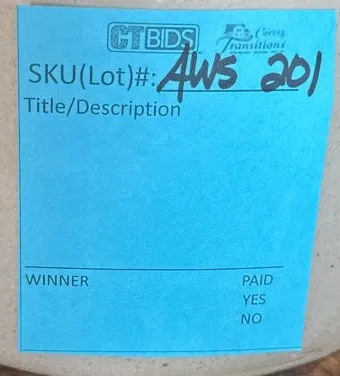 CTBIDS Caring
Transitions
SKU(Lot)#: AWS 201
Title/Description
WINNER PAID
YES
NO